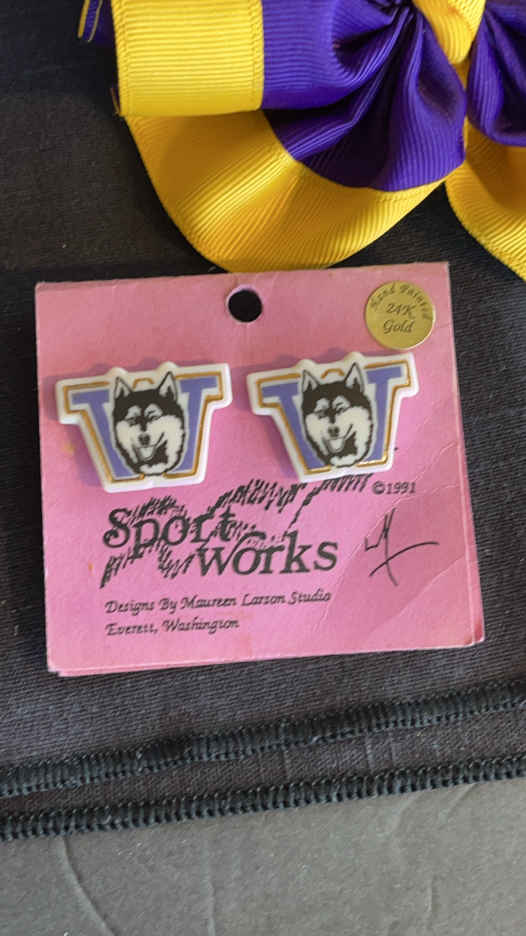 Hand Painted
24K
Gold
W
W
©1991
Sport
works
Designs By Maureen Larson Studio
Everett, Washington